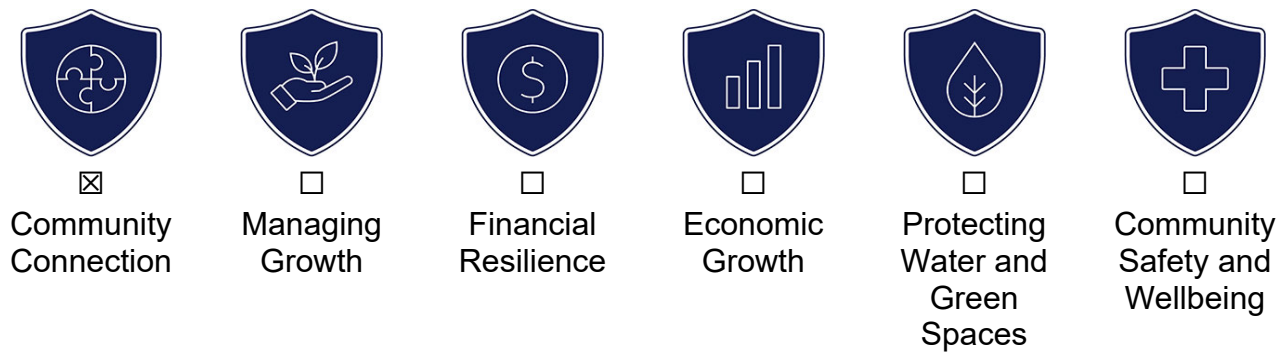 $
☒
Community
Connection
☐
Managing
Growth
☐
Financial
Resilience
☐
Economic
Growth
☐
Protecting
Water and
Green
Spaces
☐
Community
Safety and
Wellbeing